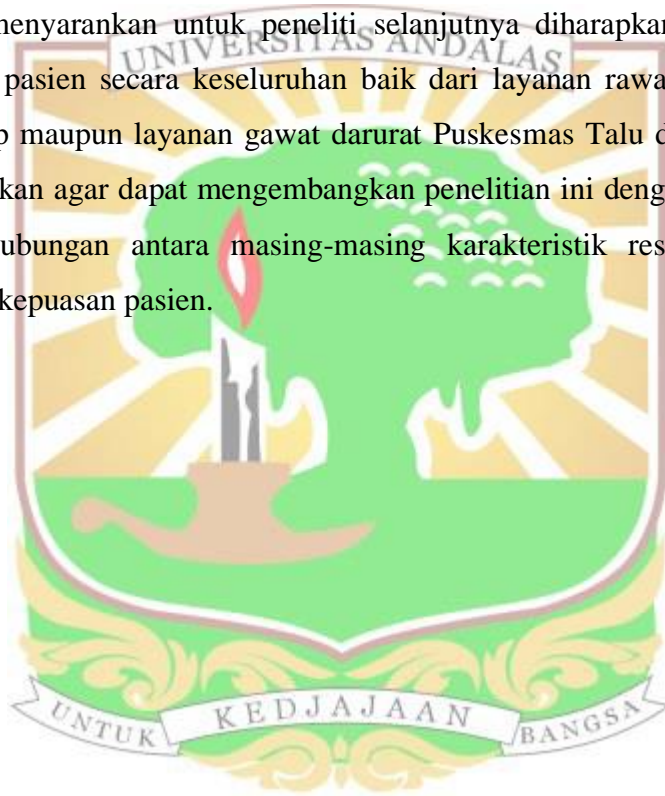 menyarankan untuk peneliti selanjutnya diharapkan
UNIVERSITAS ANDALAS
pasien secara keseluruhan baik dari layanan rawa
p maupun layanan gawat darurat Puskesmas Talu d
kan agar dapat mengembangkan penelitian ini deng
ubungan antara masing-masing karakteristik res
kepuasan pasien.
UNTUK KEDJAJAAN BANGSA